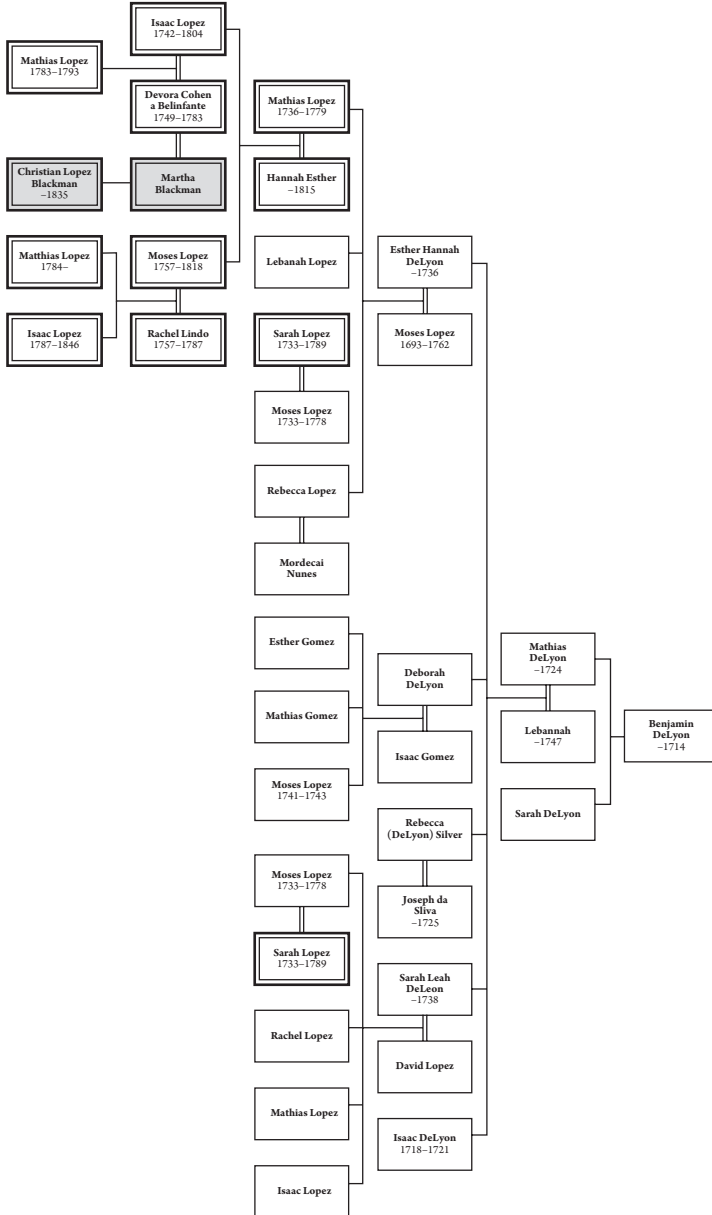 Isaac Lopez
1742–1804
Mathias Lopez
1783–1793
Devora Cohen
a Belinfante
1749–1783
Mathias Lopez
1736–1779
Christian Lopez
Blackman
–1835
Martha
Blackman
Hannah Esther
–1815
Matthias Lopez
1784–
Moses Lopez
1757–1818
Lebanah Lopez
Esther Hannah
DeLyon
–1736
Isaac Lopez
1787–1846
Rachel Lindo
1757–1787
Sarah Lopez
1733–1789
Moses Lopez
1693–1762
Moses Lopez
1733–1778
Rebecca Lopez
Mordecai
Nunes
Esther Gomez
Deborah
DeLyon
Mathias
DeLyon
–1724
Mathias Gomez
Isaac Gomez
Lebannah
–1747
Benjamin
DeLyon
–1714
Moses Lopez
1741–1743
Rebecca
(DeLyon) Silver
Sarah DeLyon
Moses Lopez
1733–1778
Joseph da
Sliva
–1725
Sarah Lopez
1733–1789
Sarah Leah
DeLeon
–1738
Rachel Lopez
David Lopez
Mathias Lopez
Isaac DeLyon
1718–1721
Isaac Lopez